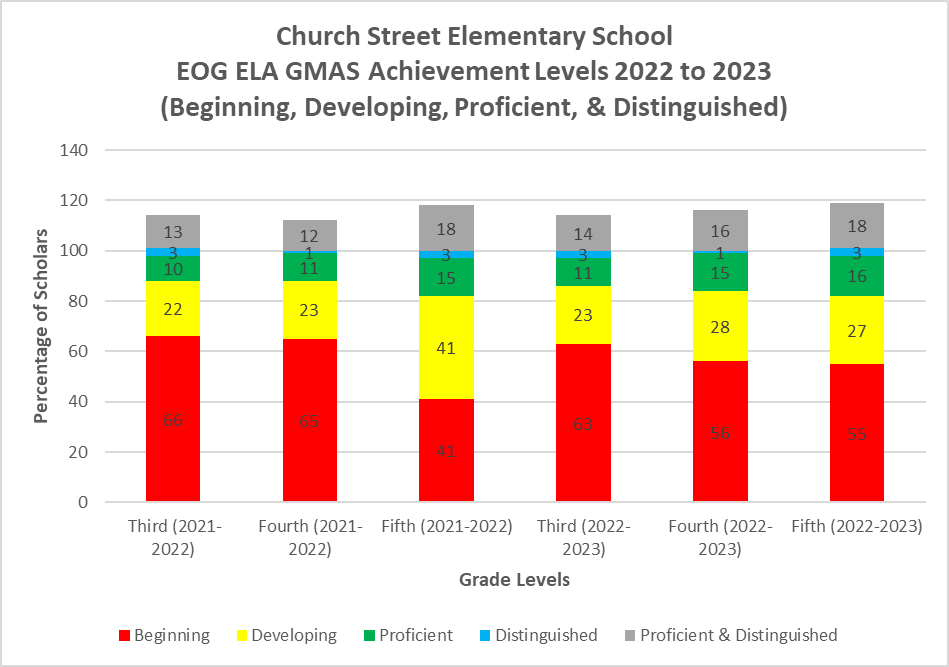 Church Street Elementary School
EOG ELA GMAS Achievement Levels 2022 to 2023
(Beginning, Developing, Proficient, & Distinguished)
Percentage of Scholars
140
120
100
80
60
40
20
0
13 12 18 14 16 18
3 1 3 3 1 3
10 11 15 11 15 16
22 23 41 23 28 27
66 65 41 63 56 55
Third (2021-
2022)
Fourth (2021-
2022)
Fifth (2021-2022)
Third (2022-
2023)
Fourth (2022-
2023)
Fifth (2022-2023)
Grade Levels
Beginning Developing Proficient Distinguished Proficient & Distinguished